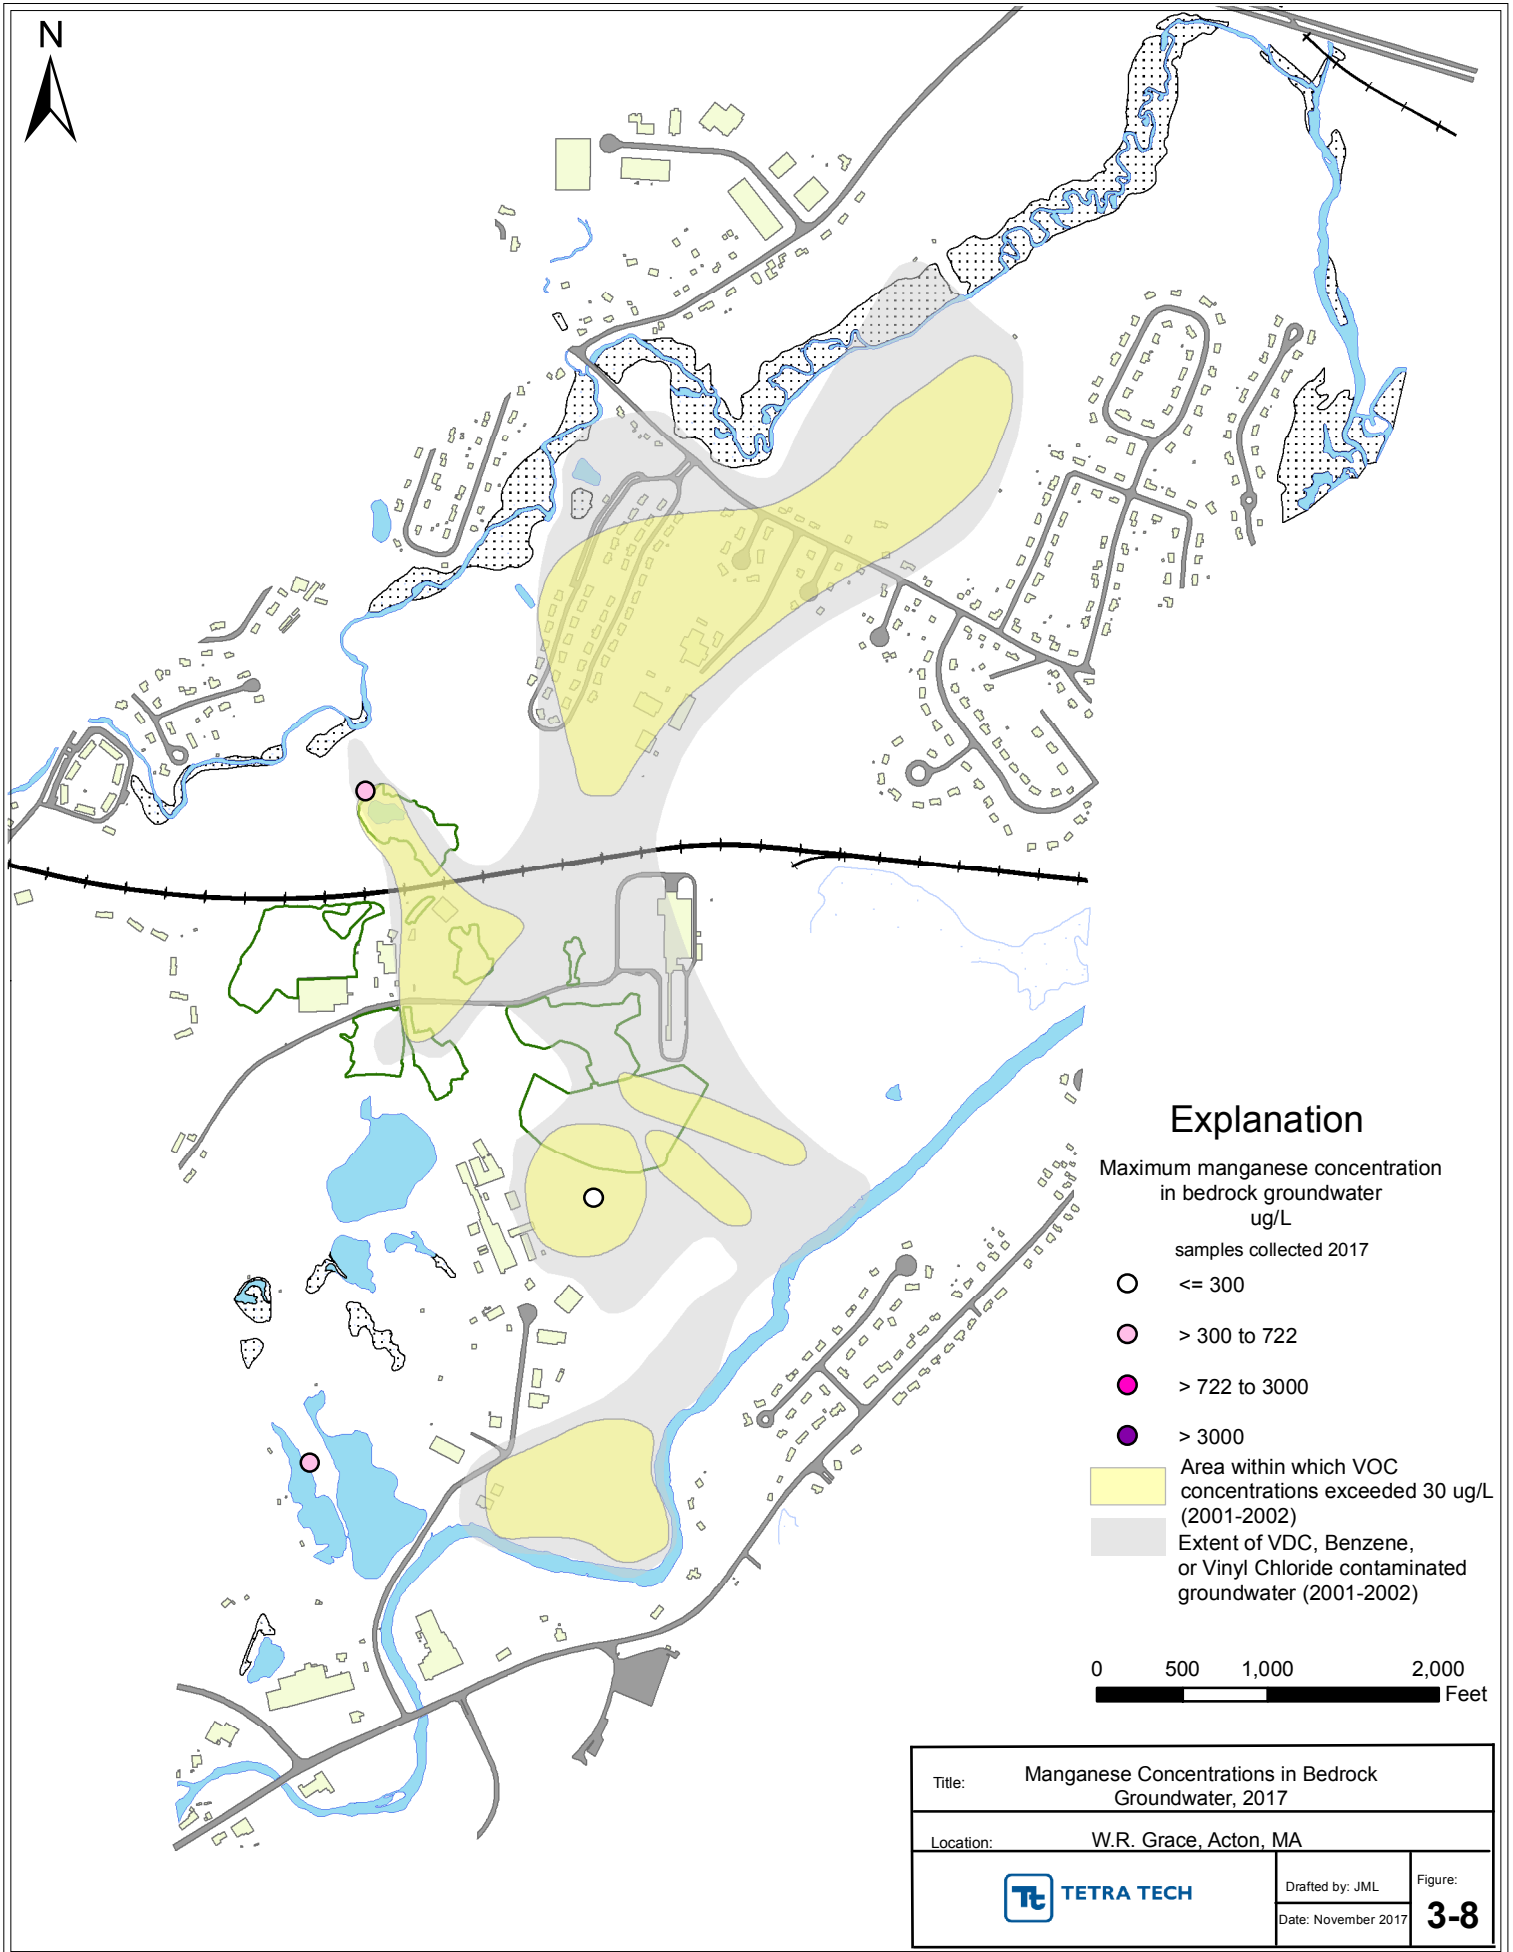 N
Explanation
Maximum manganese concentration
in bedrock groundwater
ug/L
samples collected 2017
<= 300
> 300 to 722
> 722 to 3000
> 3000
Area within which VOC
concentrations exceeded 30 ug/L
(2001-2002)
Extent of VDC, Benzene,
or Vinyl Chloride contaminated
groundwater (2001-2002)
0 500 1,000 2,000
Feet
Title: Manganese Concentrations in Bedrock
Groundwater, 2017
Location: W.R. Grace, Acton, MA
Tt TETRA TECH
Drafted by: JML
Date: November 2017
Figure:
3-8